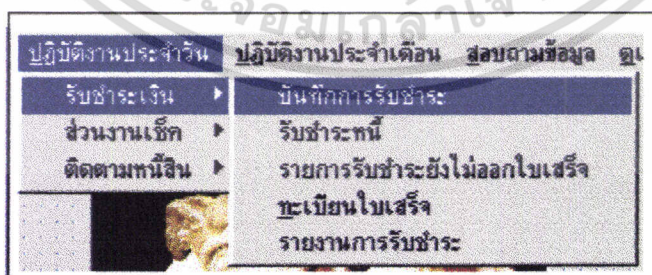 ปฏิบัติงานประจำวัน ปฏิบัติงานประจำเดือน สอบถามข้อมูล
รับชำระเงิน
ส่วนงานเช็ค
ติดตามหนี้สิน
บันทึกการรับชำระ
รับชำระหนี้
รายการรับชำระยังไม่ออกใบเสร็จ
ทะเบียนใบเสร็จ
รายงานการรับชำระ